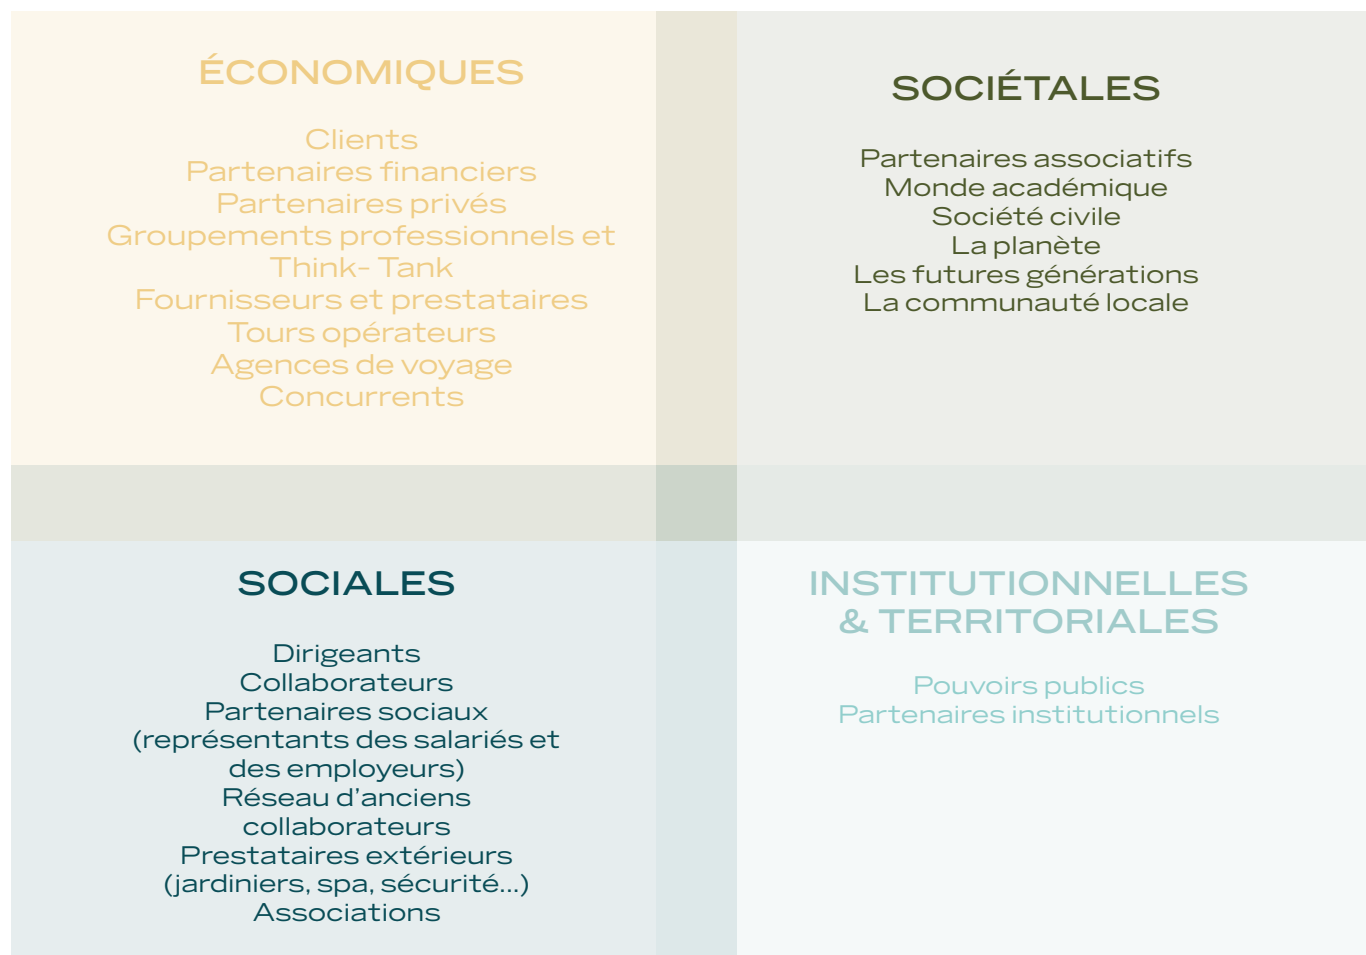 ÉCONOMIQUES
Clients
Partenaires financiers
Partenaires privés
Groupements professionnels et
Think- Tank
Fournisseurs et prestataires
Tours opérateurs
Agences de voyage
Concurrents
SOCIÉTALES
Partenaires associatifs
Monde académique
Société civile
La planète
Les futures générations
La communauté locale
SOCIALES
Dirigeants
Collaborateurs
Partenaires sociaux
(représentants des salariés et
des employeurs)
Réseau d’anciens
collaborateurs
Prestataires extérieurs
(jardiniers, spa, sécurité...)
Associations
INSTITUTIONNELLES
& TERRITORIALES
Pouvoirs publics
Partenaires institutionnels